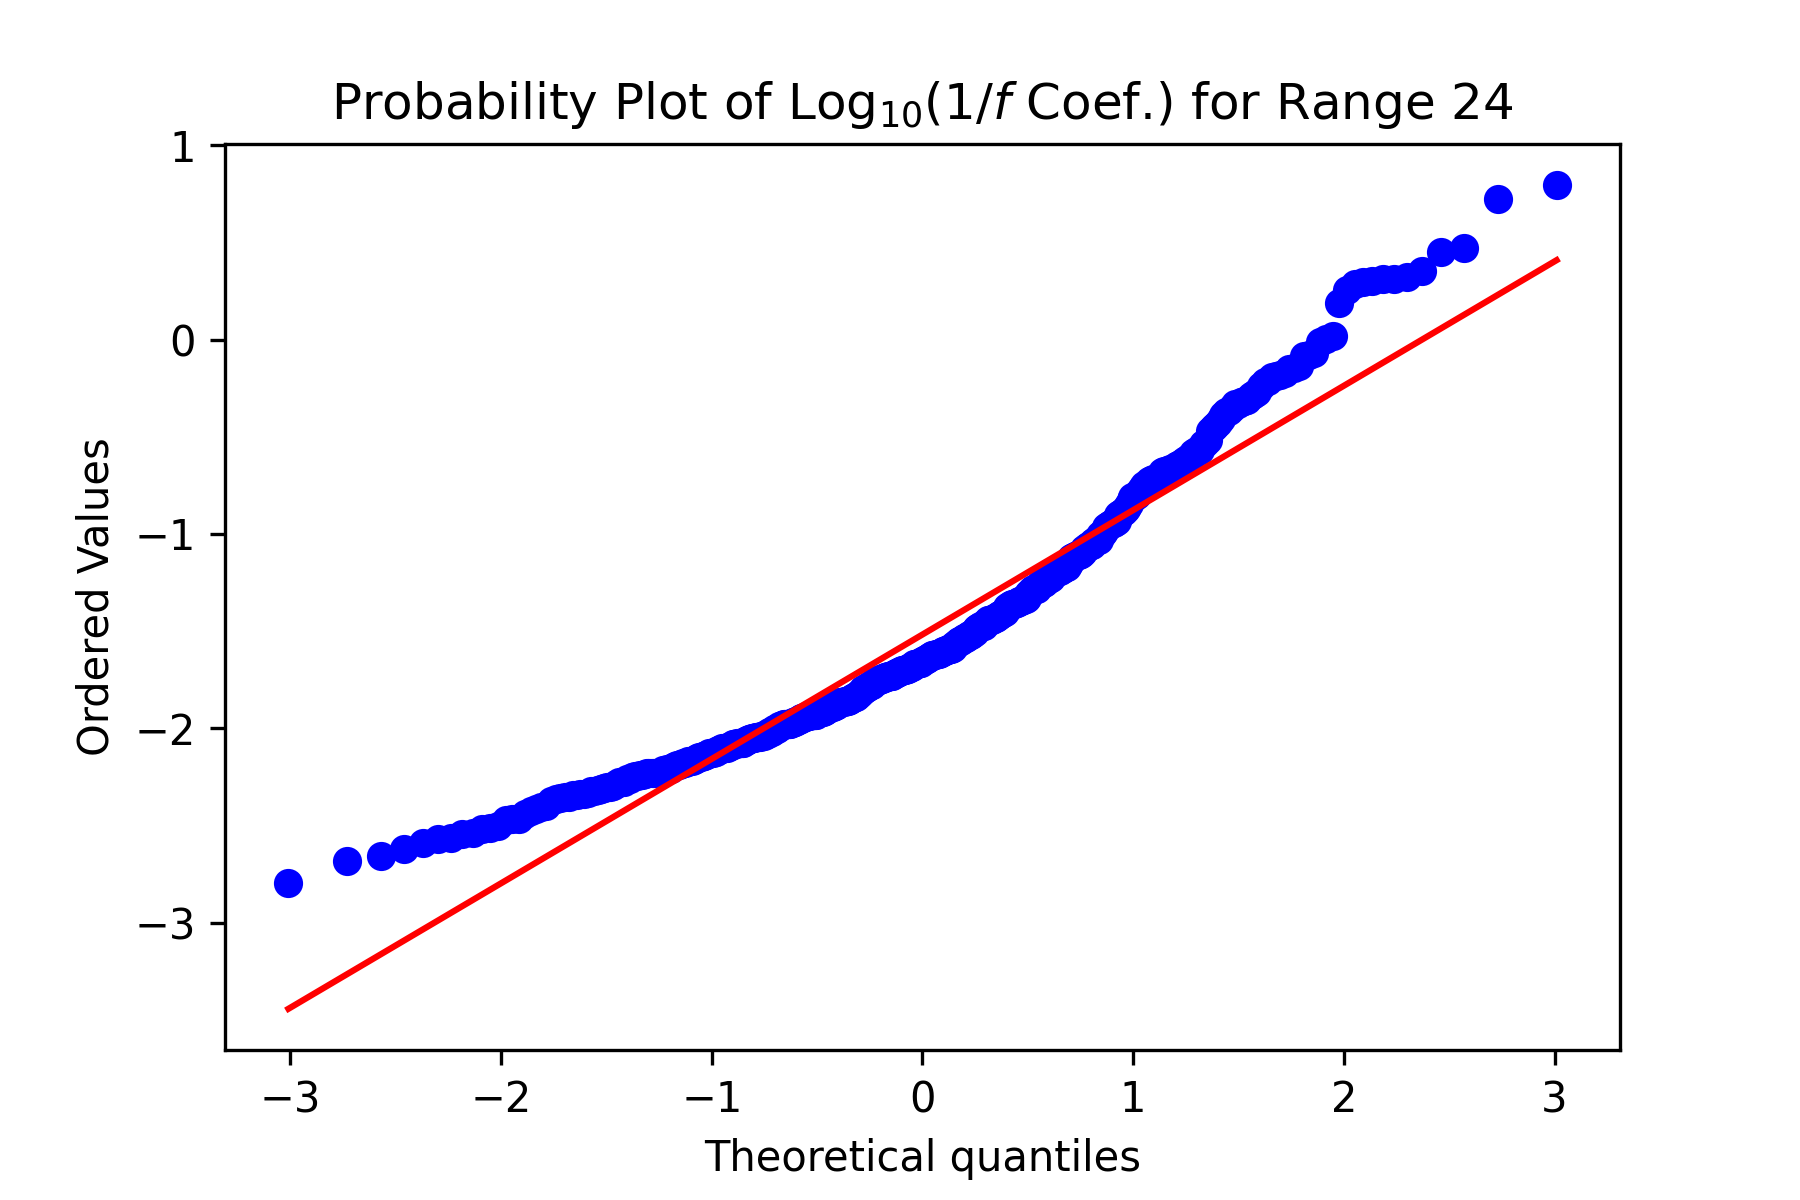 Probability Plot of Log₁₀(1/f Coef.) for Range 24
1
0
−1
−2
−3
Ordered Values
−3 −2 −1 0 1 2 3
Theoretical quantiles